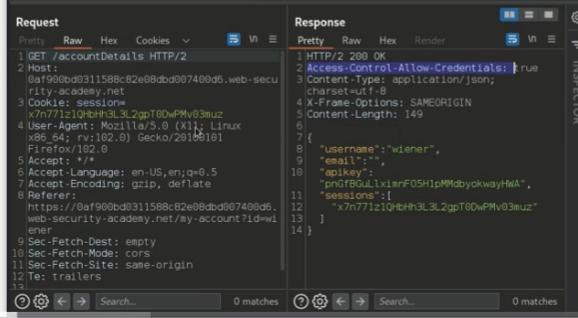 Request
Pretty Raw Hex Cookies
1 GET /accountDetails HTTP/2
2 Host:
0af900bd0311588c82e08dbd007400d6.web-secu
rity-academy.net
3 Cookie: session=
x7n771z1QHbHh3L3L2gpT0DwPMv03muz
4 User-Agent: Mozilla/5.0 (X11; Linux
x86_64; rv:102.0) Gecko/20100101
Firefox/102.0
5 Accept: */*
6 Accept-Language: en-US,en;q=0.5
7 Accept-Encoding: gzip, deflate
8 Referer:
https://0af900bd0311588c82e08dbd007400d6.
web-security-academy.net/my-account?id=wi
ener
9 Sec-Fetch-Dest: empty
10 Sec-Fetch-Mode: cors
11 Sec-Fetch-Site: same-origin
12 Te: trailers
13
Search... 0 matches
Response
Pretty Raw Hex Render
1 HTTP/2 200 OK
2 Access-Control-Allow-Credentials: true
3 Content-Type: application/json;
charset=utf-8
4 X-Frame-Options: SAMEORIGIN
5 Content-Length: 149
6
7 {
8 "username":"wiener",
9 "email":"",
10 "apikey":
"pnGfBGuLlximnFO5H1pMMdbyokwayHWA",
11 "sessions":[
12 "x7n771z1QHbHh3L3L2gpT0DwPMv03muz"
13 ]
14 }
Search... 0 matches